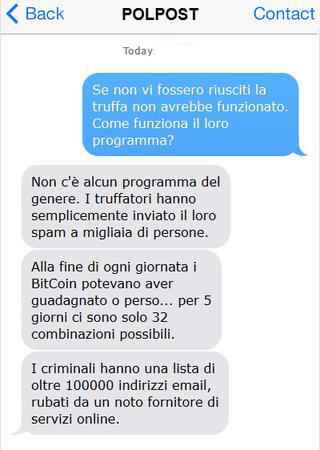 Back POLPOST Contact
Today
Se non vi fossero riusciti la
truffa non avrebbe funzionato.
Come funziona il loro
programma?
Non c'è alcun programma del
genere. I truffatori hanno
semplicemente inviato il loro
spam a migliaia di persone.
Alla fine di ogni giornata i
BitCoin potevano aver
guadagnato o perso... per 5
giorni ci sono solo 32
combinazioni possibili.
I criminali hanno una lista di
oltre 100000 indirizzi email,
rubati da un noto fornitore di
servizi online.